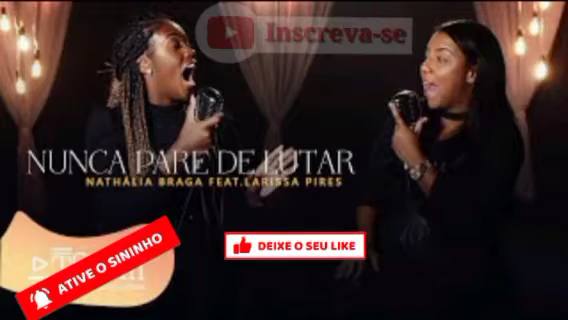 Inscreva-se
NUNCA PARE DE LUTAR
NATHÁLIA BRAGA FEAT. LARISSA PIRES
ATIVE O SININHO
DEIXE O SEU LIKE